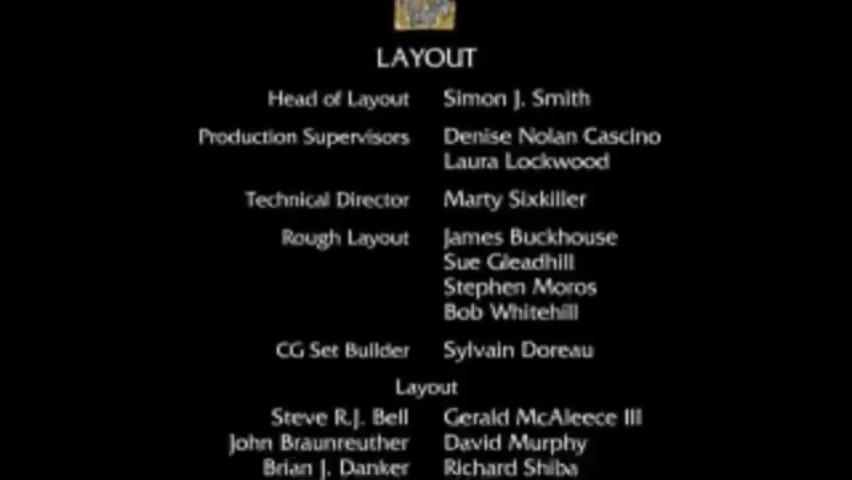 LAYOUT
Head of Layout Simon J. Smith
Production Supervisors Denise Nolan Cascino
Laura Lockwood
Technical Director Marty Sixkiller
Rough Layout James Buckhouse
Sue Gleadhill
Stephen Moros
Bob Whitehill
CG Set Builder Sylvain Doreau
Layout
Steve R.J. Bell Gerald McAleece III
John Braunreuther David Murphy
Brian J. Danker Richard Shiba